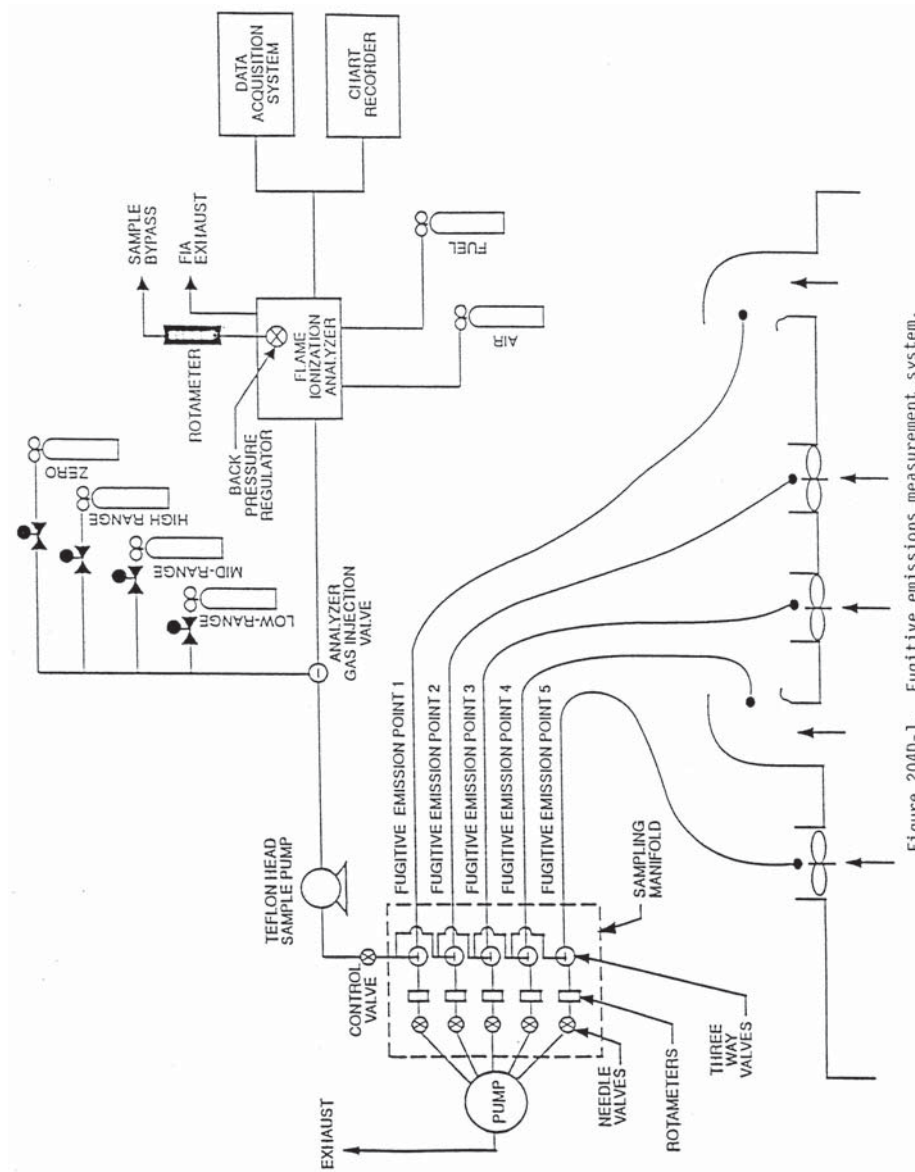 DATA
ACQUISITION
SYSTEM
CHART
RECORDER
SAMPLE
BYPASS
FIA
EXHAUST
ROTAMETER
BACK
PRESSURE
REGULATOR
FLAME
IONIZATION
ANALYZER
FUEL
AIR
ZERO
HIGH RANGE
MID-RANGE
LOW-RANGE
ANALYZER
GAS INJECTION
VALVE
TEFLON HEAD
SAMPLE PUMP
CONTROL
VALVE
FUGITIVE EMISSION POINT 1
FUGITIVE EMISSION POINT 2
FUGITIVE EMISSION POINT 3
FUGITIVE EMISSION POINT 4
FUGITIVE EMISSION POINT 5
SAMPLING
MANIFOLD
EXHAUST
PUMP
NEEDLE
VALVES
ROTAMETERS
THREE
WAY
VALVES
Figure 204D-1. Fugitive emissions measurement system.